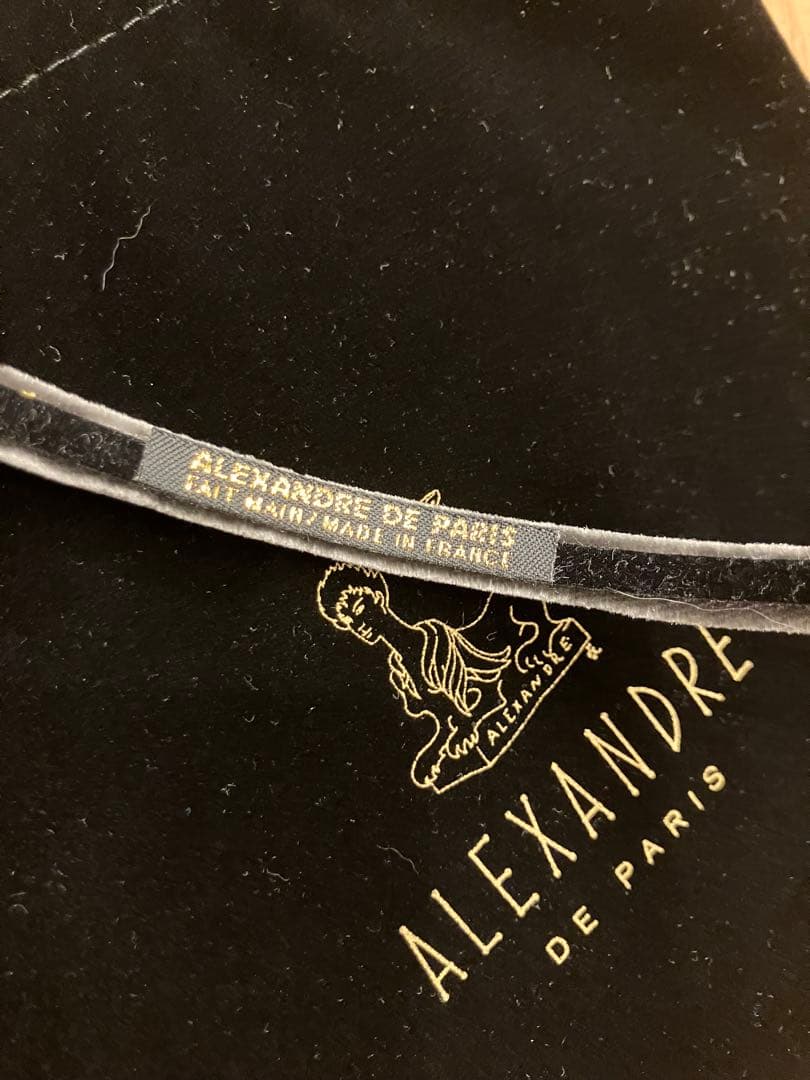 ALEXANDRE DE PARIS
FAIT MAIN/MADE IN FRANCE
ALEXANDRE
ALEXANDRE
DE PARIS